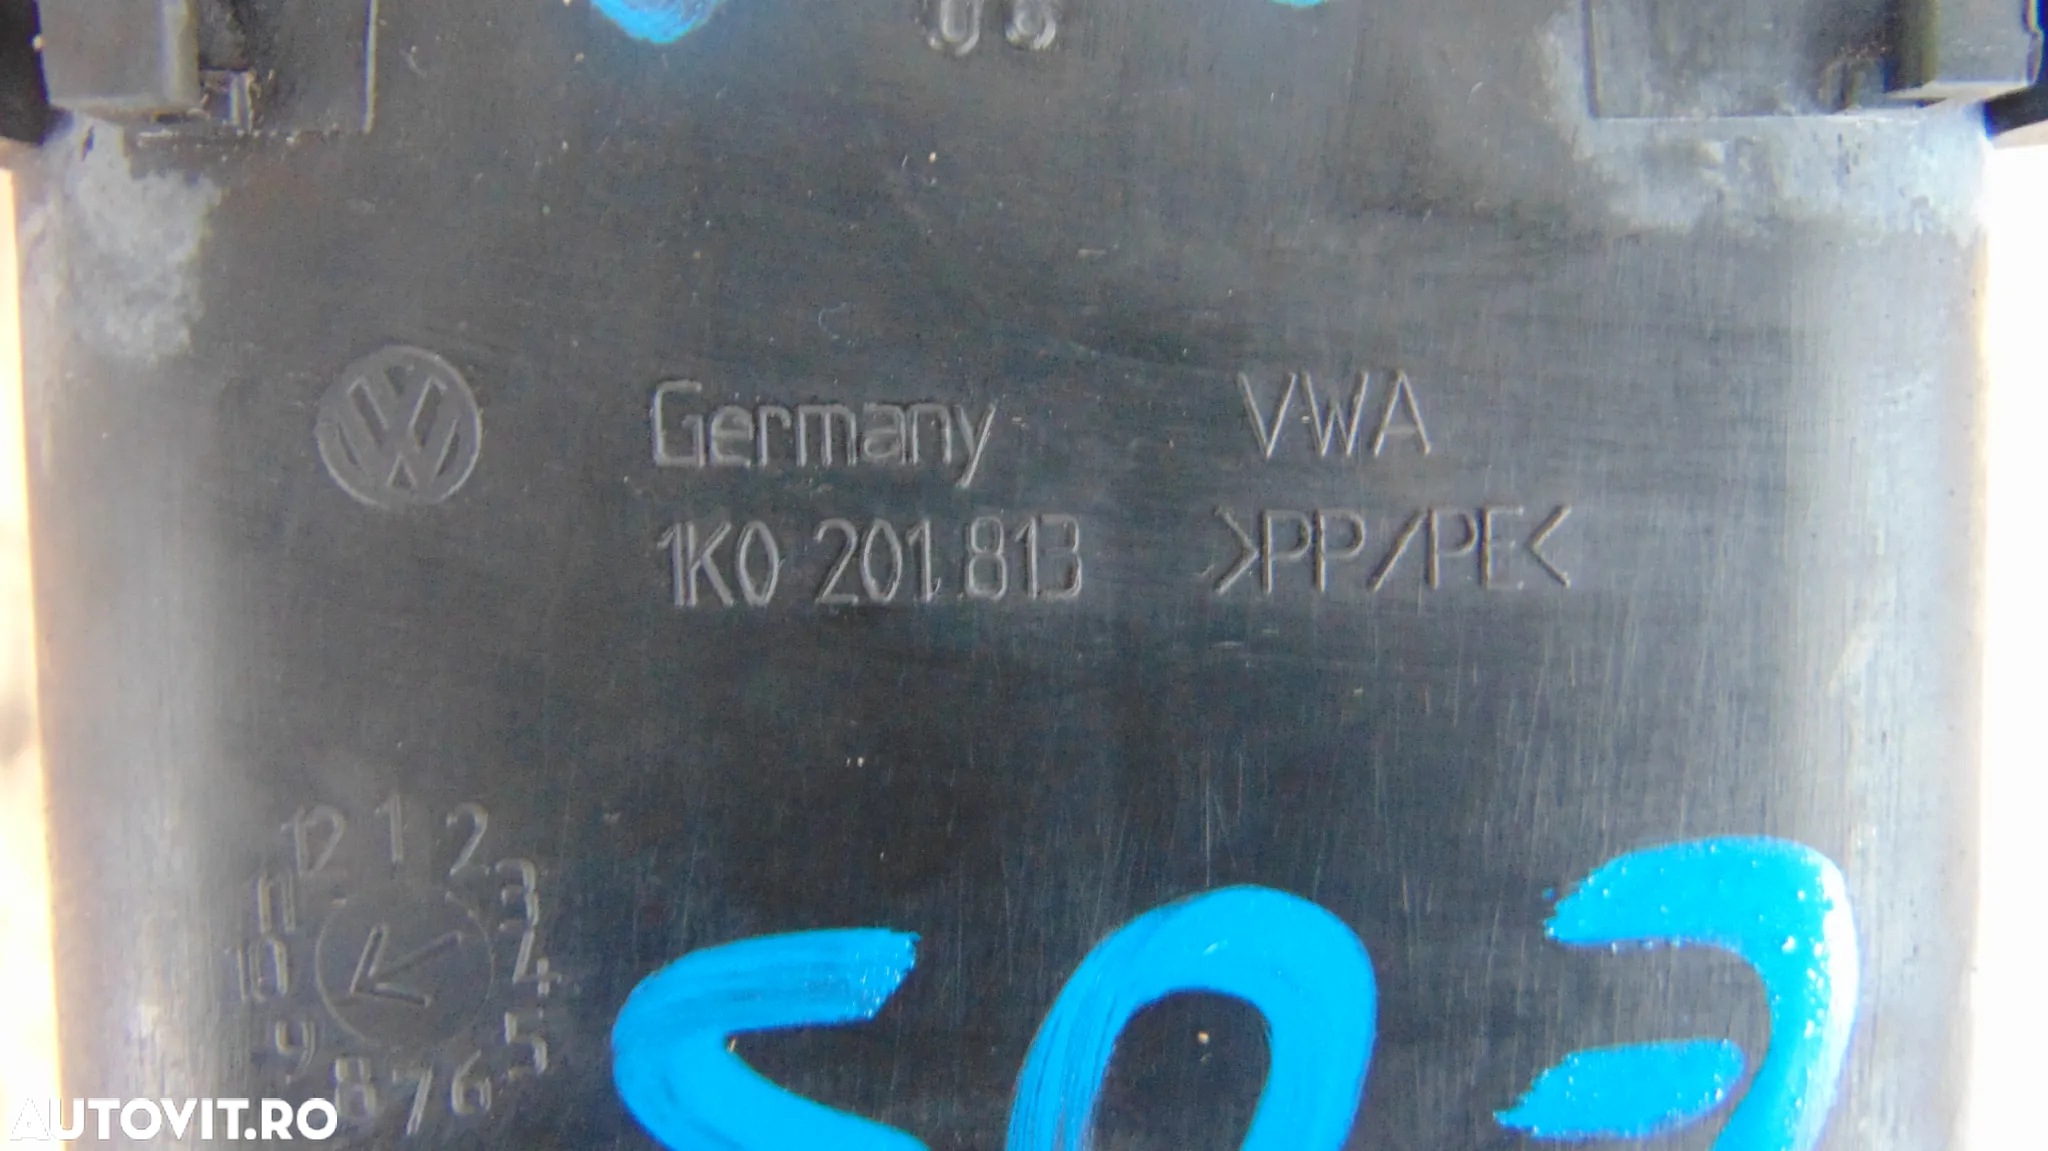 Germany VWA
1K0 201 813 >PP/PE<
12 1 2
11 3
10 4
9 5
8 7 6
AUTOVIT.RO